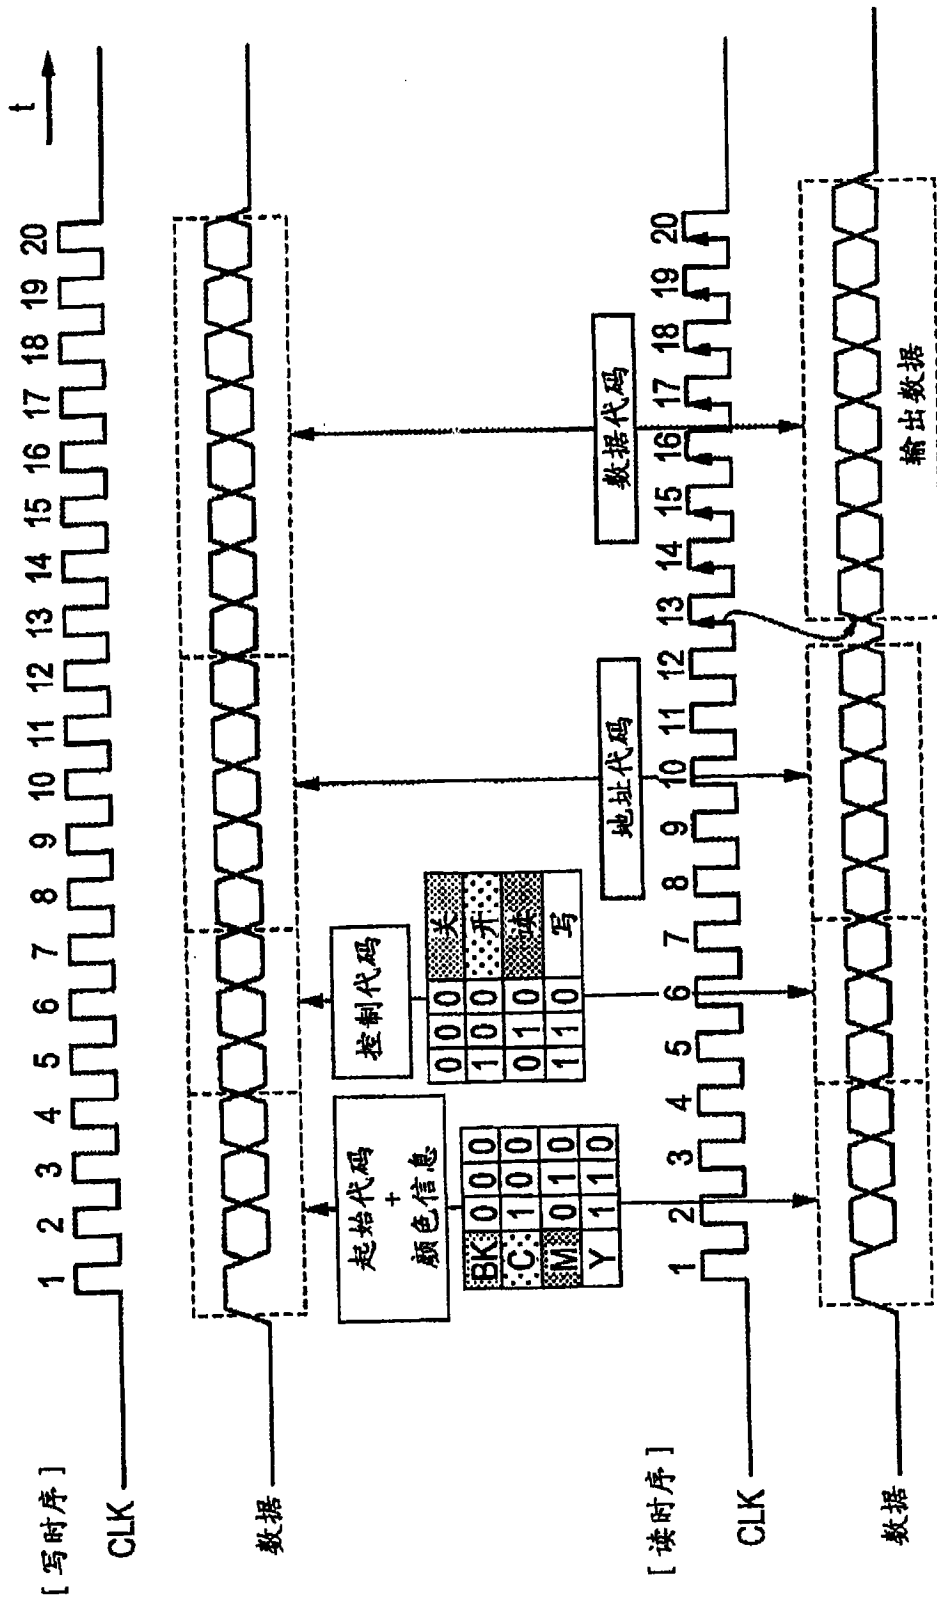 [写时序]
t
CLK
1 2 3 4 5 6 7 8 9 10 11 12 13 14 15 16 17 18 19 20
数据
起始代码
+
颜色信息
BK 0 0 0
C 1 0 0
M 0 1 0
Y 1 1 0
控制代码
0 0 0 关
1 0 0 开
0 1 0 读
1 1 0 写
地址代码
数据代码
[读时序]
CLK
1 2 3 4 5 6 7 8 9 10 11 12 13 14 15 16 17 18 19 20
数据
输出数据